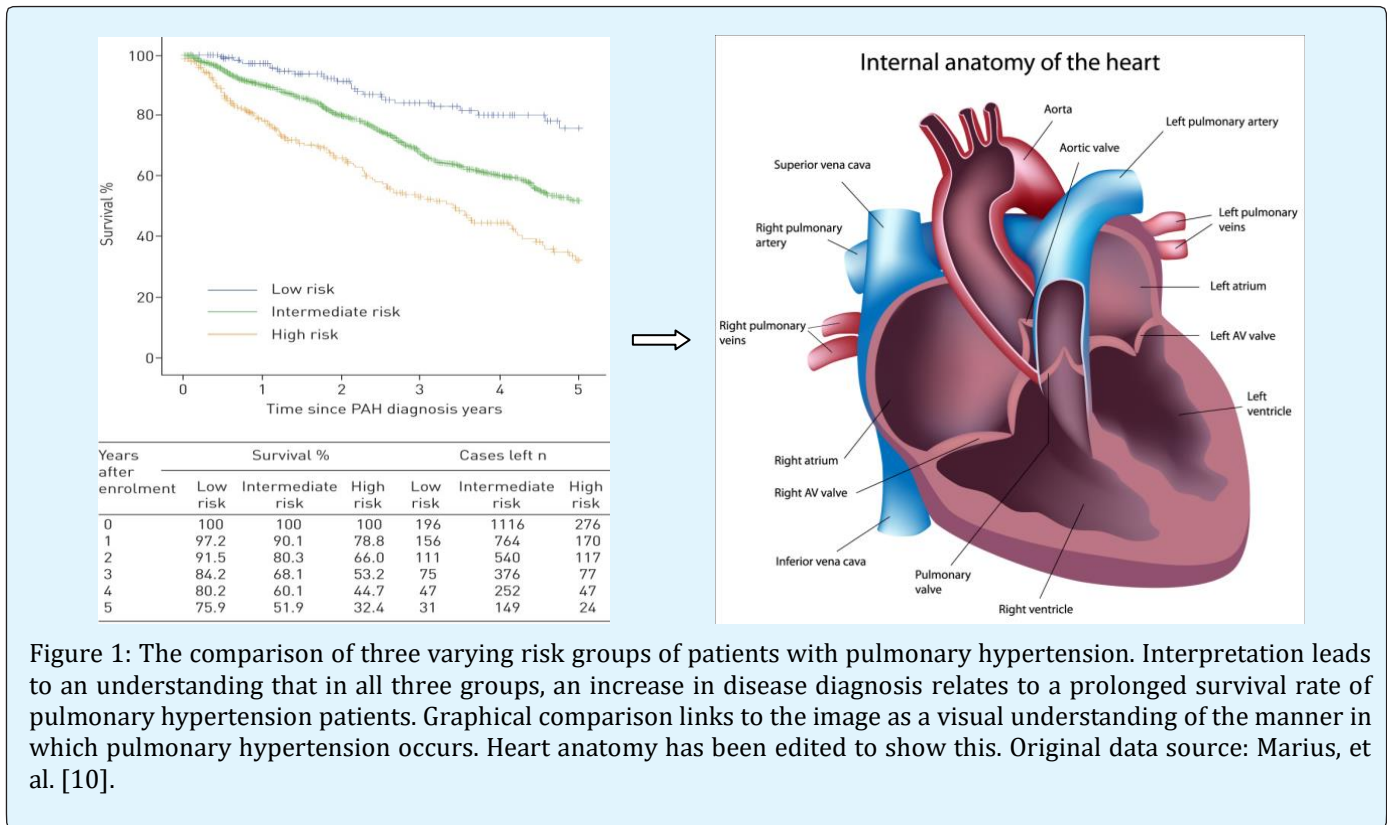 100
80
60
40
20
0
Survival %
Low risk
Intermediate risk
High risk
0 1 2 3 4 5
Time since PAH diagnosis years
Years after enrolment Survival % Cases left n
Low risk Intermediate risk High risk Low risk Intermediate risk High risk
0 100 100 100 196 1116 276
1 97.2 90.1 78.8 156 764 170
2 91.5 80.3 66.0 111 540 117
3 84.2 68.1 53.2 75 376 77
4 80.2 60.1 44.7 47 252 47
5 75.9 51.9 32.4 31 149 24
Internal anatomy of the heart
Aorta
Left pulmonary artery
Aortic valve
Superior vena cava
Left pulmonary
veins
Right pulmonary
artery
Left atrium
Right pulmonary
veins
Left AV valve
Left
ventricle
Right atrium
Right AV valve
Inferior vena cava
Pulmonary
valve
Right ventricle
Figure 1: The comparison of three varying risk groups of patients with pulmonary hypertension. Interpretation leads
to an understanding that in all three groups, an increase in disease diagnosis relates to a prolonged survival rate of
pulmonary hypertension patients. Graphical comparison links to the image as a visual understanding of the manner in
which pulmonary hypertension occurs. Heart anatomy has been edited to show this. Original data source: Marius, et
al. [10].